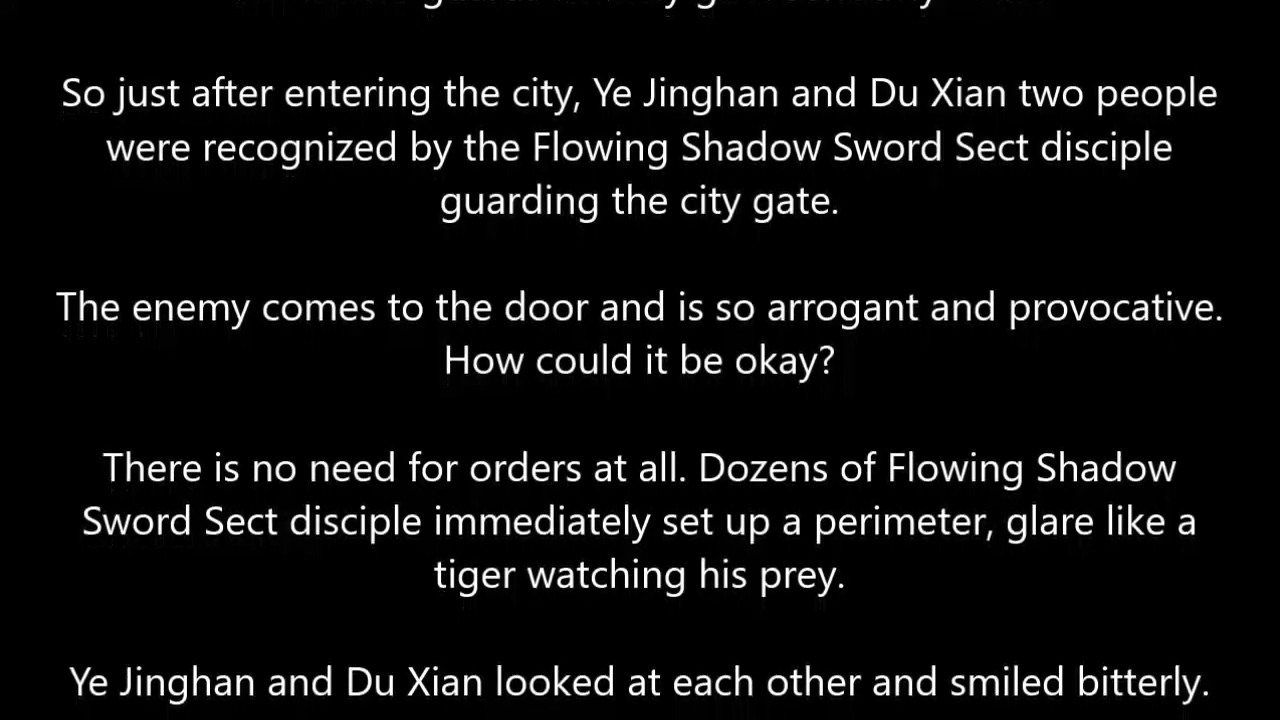 So just after entering the city, Ye Jinghan and Du Xian two people
were recognized by the Flowing Shadow Sword Sect disciple
guarding the city gate.
The enemy comes to the door and is so arrogant and provocative.
How could it be okay?
There is no need for orders at all. Dozens of Flowing Shadow
Sword Sect disciple immediately set up a perimeter, glare like a
tiger watching his prey.
Ye Jinghan and Du Xian looked at each other and smiled bitterly.